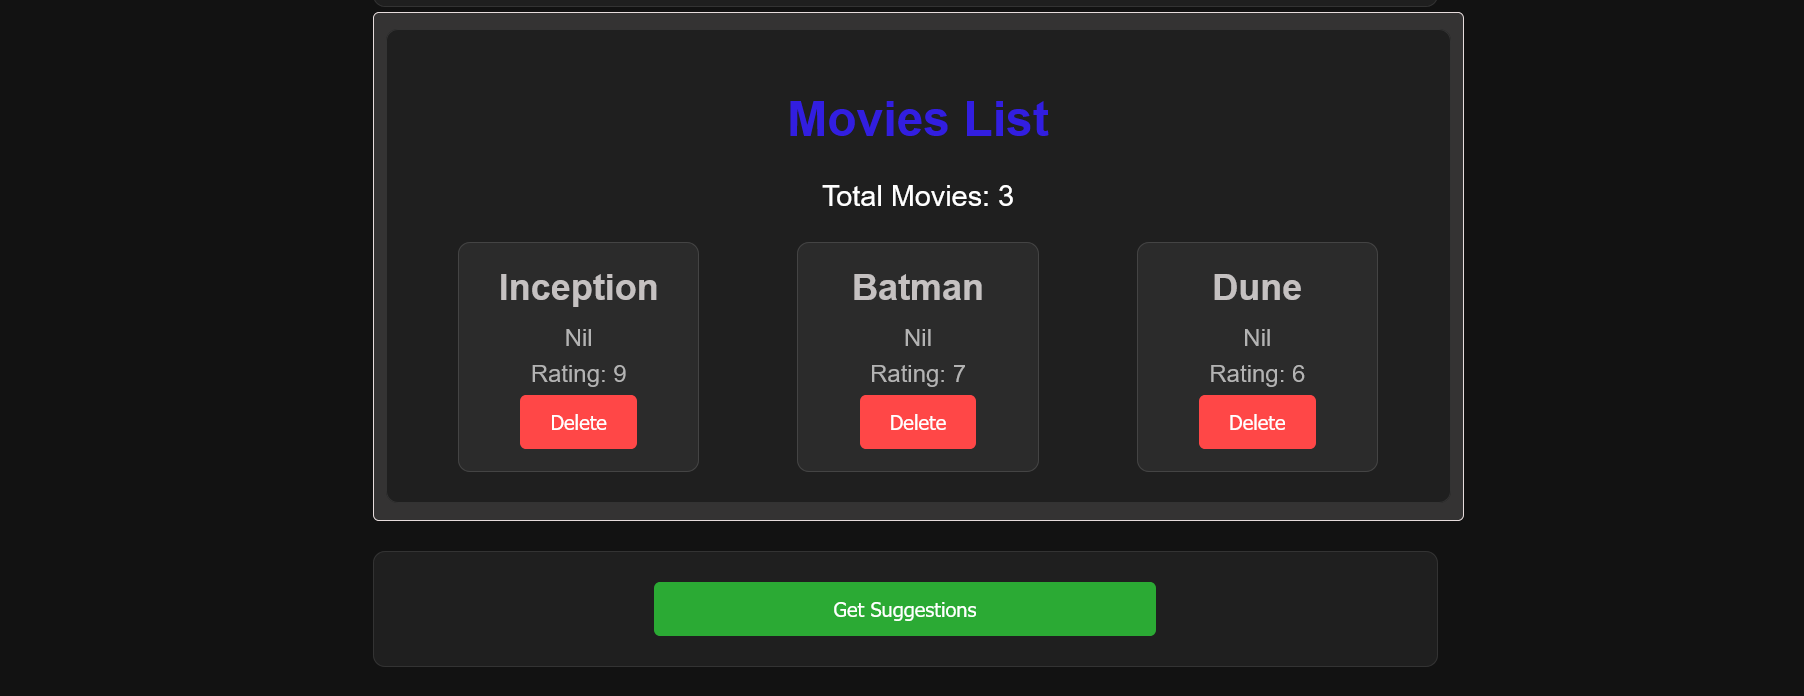 Movies List
Total Movies: 3
Inception
Nil
Rating: 9
Delete
Batman
Nil
Rating: 7
Delete
Dune
Nil
Rating: 6
Delete
Get Suggestions